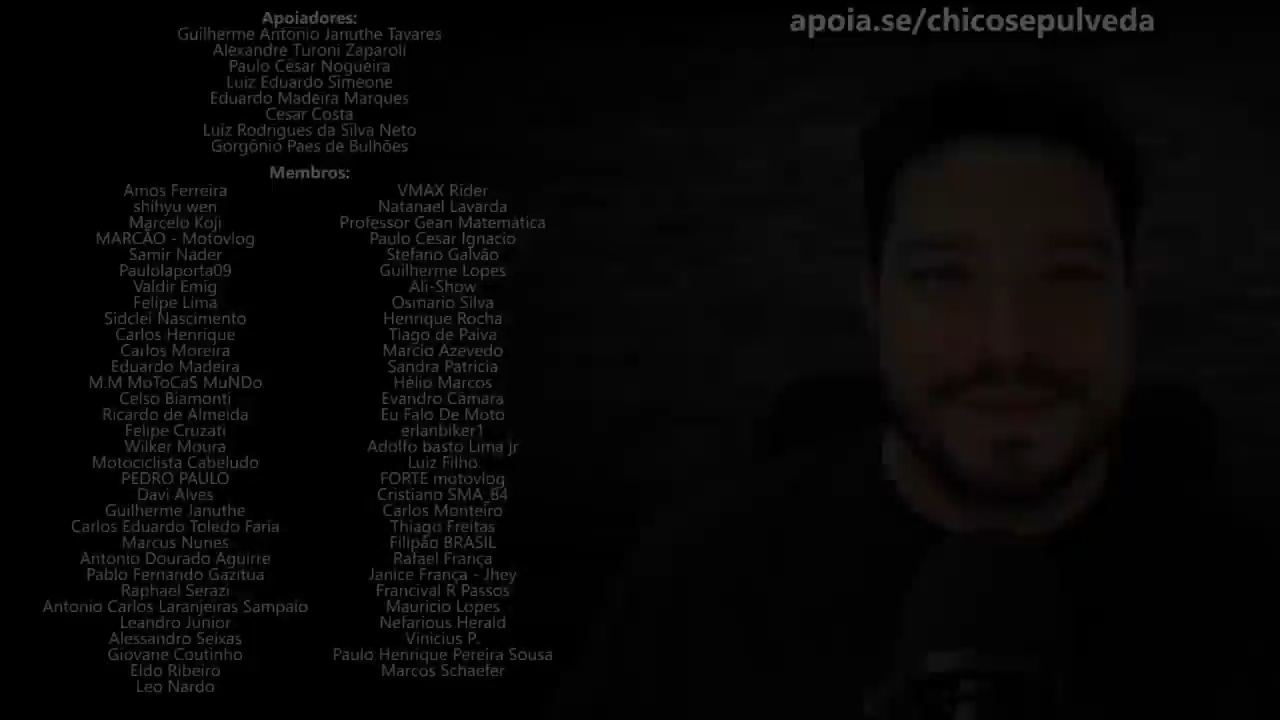 Apoiadores:
Guilherme Antonio Januthe Tavares
Alexandre Turoni Zaparoli
Paulo César Nogueira
Luiz Eduardo Simeone
Eduardo Madeira Marques
Cesar Costa
Luiz Rodrigues da Silva Neto
Gorgônio Paes de Bulhões
Membros:
Amos Ferreira
shihyu wen
Marcelo Koji
MARCÃO - Motovlog
Samir Nader
Paulolaporta09
Valdir Emig
Felipe Lima
Sidclei Nascimento
Carlos Henrique
Carlos Moreira
Eduardo Madeira
M.M MoToCaS MuNDo
Celso Biamonti
Ricardo de Almeida
Felipe Cruzati
Wilker Moura
Motociclista Cabeludo
PEDRO PAULO
Davi Alves
Guilherme Januthe
Carlos Eduardo Toledo Faria
Marcus Nunes
Antonio Dourado Aguirre
Pablo Fernando Gazitua
Raphael Serazi
Antonio Carlos Laranjeiras Sampaio
Leandro Júnior
Alessandro Seixas
Giovane Coutinho
Eldo Ribeiro
Leo Nardo
VMAX Rider
Natanael Lavarda
Professor Gean Matemática
Paulo Cesar Ignacio
Stefano Galvão
Guilherme Lopes
Ali-Show
Osmario Silva
Henrique Rocha
Tiago de Paiva
Marcio Azevedo
Sandra Patricia
Hélio Marcos
Evandro Câmara
Eu Falo De Moto
erlanbiker1
Adolfo basto Lima jr
Luiz Filho.
FORTE motovlog
Cristiano SMA_84
Carlos Monteiro
Thiago Freitas
Filipão BRASIL
Rafael França
Janice França - Jhey
Francival R Passos
Mauricio Lopes
Nefarious Herald
Vinicius P.
Paulo Henrique Pereira Sousa
Marcos Schaefer
apoia.se/chicosepulveda